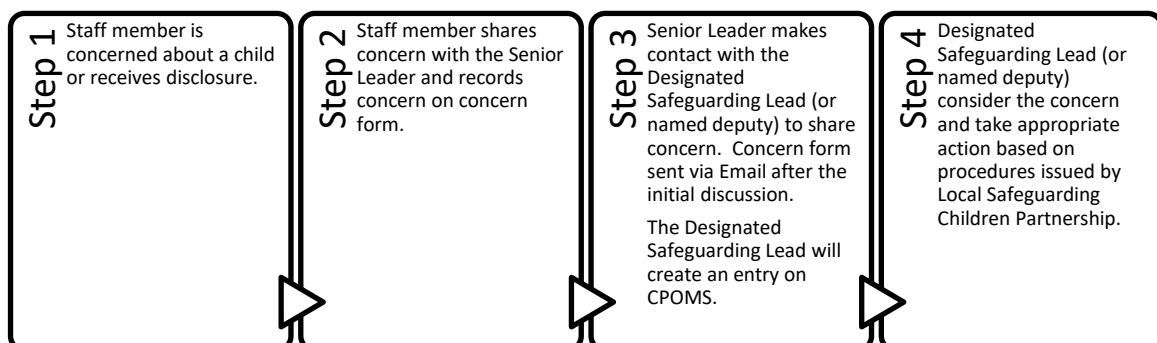 Step 1
Staff member is
concerned about a child
or receives disclosure.
Step 2
Staff member shares
concern with the Senior
Leader and records
concern on concern
form.
Step 3
Senior Leader makes
contact with the
Designated
Safeguarding Lead (or
named deputy) to share
concern.  Concern form
sent via Email after the
initial discussion.
The Designated
Safeguarding Lead will
create an entry on
CPOMS.
Step 4
Designated
Safeguarding Lead (or
named deputy)
consider the concern
and take appropriate
action based on
procedures issued by
Local Safeguarding
Children Partnership.